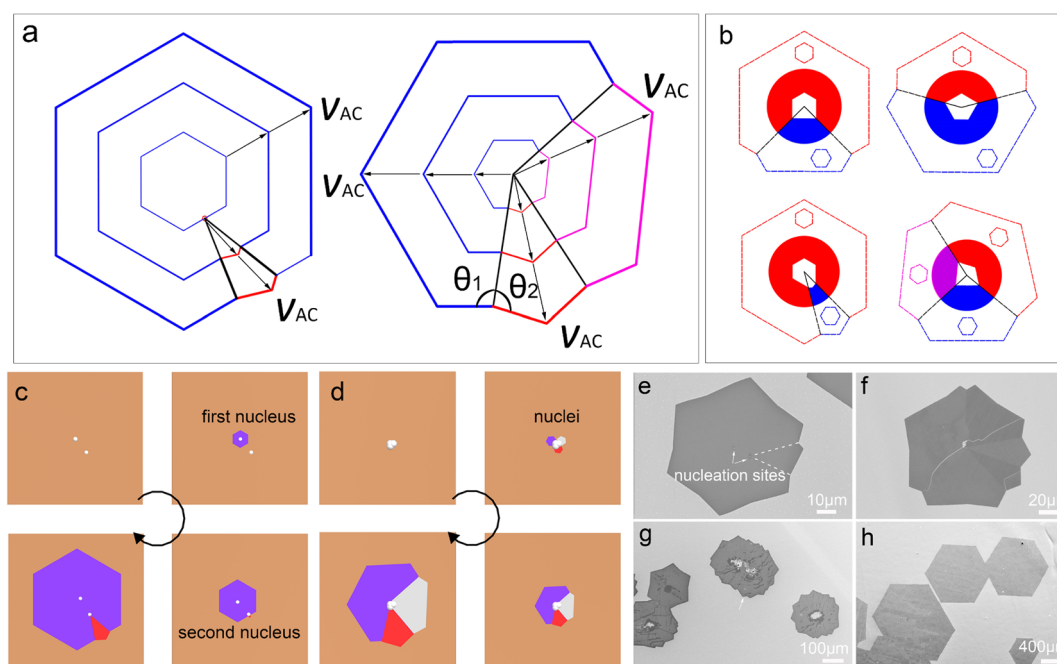 a
VAC
VAC
VAC
VAC
VAC
θ1
θ2
b
c
first nucleus
second nucleus
d
nuclei
e
nucleation sites
10μm
f
20μm
g
100μm
h
400μm